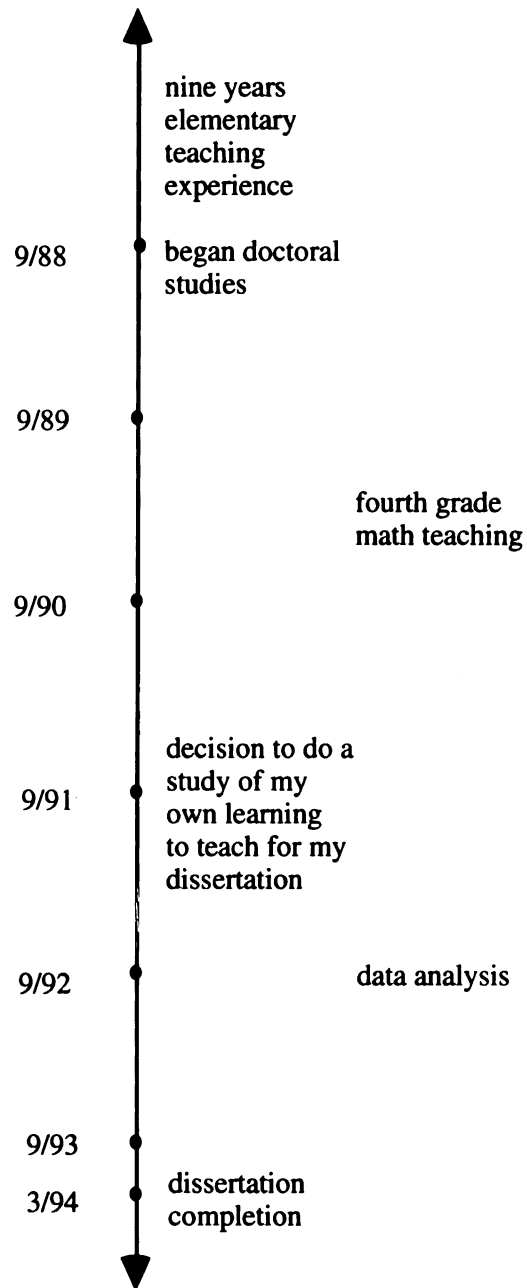 nine years
elementary
teaching
experience
9/88
began doctoral
studies
9/89
fourth grade
math teaching
9/90
decision to do a
study of my
9/91
own learning
to teach for my
dissertation
9/92
data analysis
9/93
3/94
dissertation
completion